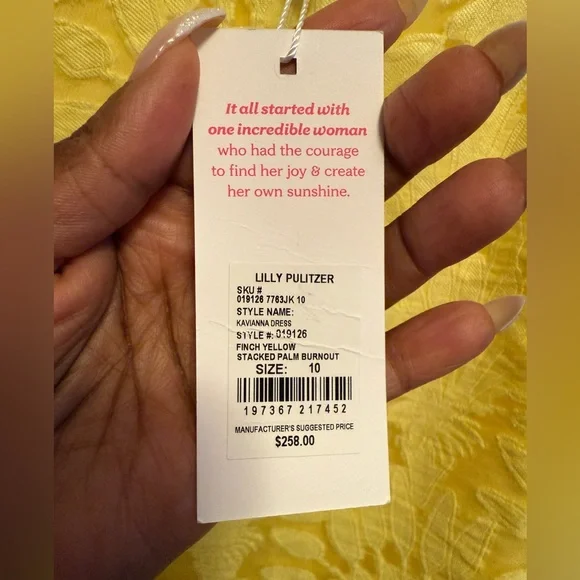 It all started with
one incredible woman
who had the courage
to find her joy & create
her own sunshine.
LILLY PULITZER
SKU #
019126 7763JK 10
STYLE NAME:
KAVIANNA DRESS
STYLE #: 019126
FINCH YELLOW
STACKED PALM BURNOUT
SIZE: 10
197367 217452
MANUFACTURER'S SUGGESTED PRICE
$258.00